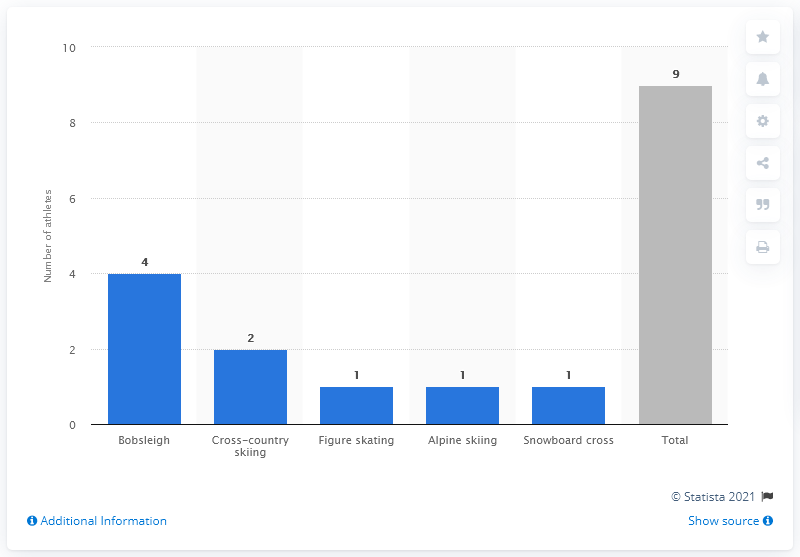 10
8
6
4
2
0
Number of athletes
4
2
1
1
1
9
Bobsleigh
Cross-country
skiing
Figure skating
Alpine skiing
Snowboard cross
Total
© Statista 2021
Additional Information
Show source